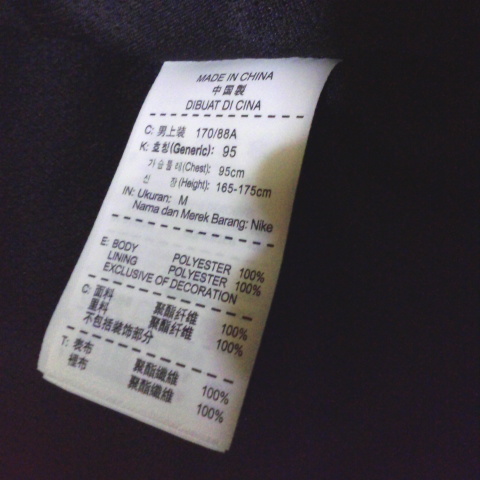 MADE IN CHINA
中国製
DIBUAT DI CINA
C: 男上装 170/88A
K: 호칭(Generic): 95
가슴둘레(Chest): 95cm
신 장(Height): 165-175cm
IN: Ukuran: M
Nama dan Merek Barang: Nike
E: BODY POLYESTER 100%
LINING POLYESTER 100%
EXCLUSIVE OF DECORATION
C: 面料 聚酯纤维 100%
里料 聚酯纤维 100%
不包括装饰部分
T: 表布 聚酯纖維 100%
裡布 聚酯纖維 100%